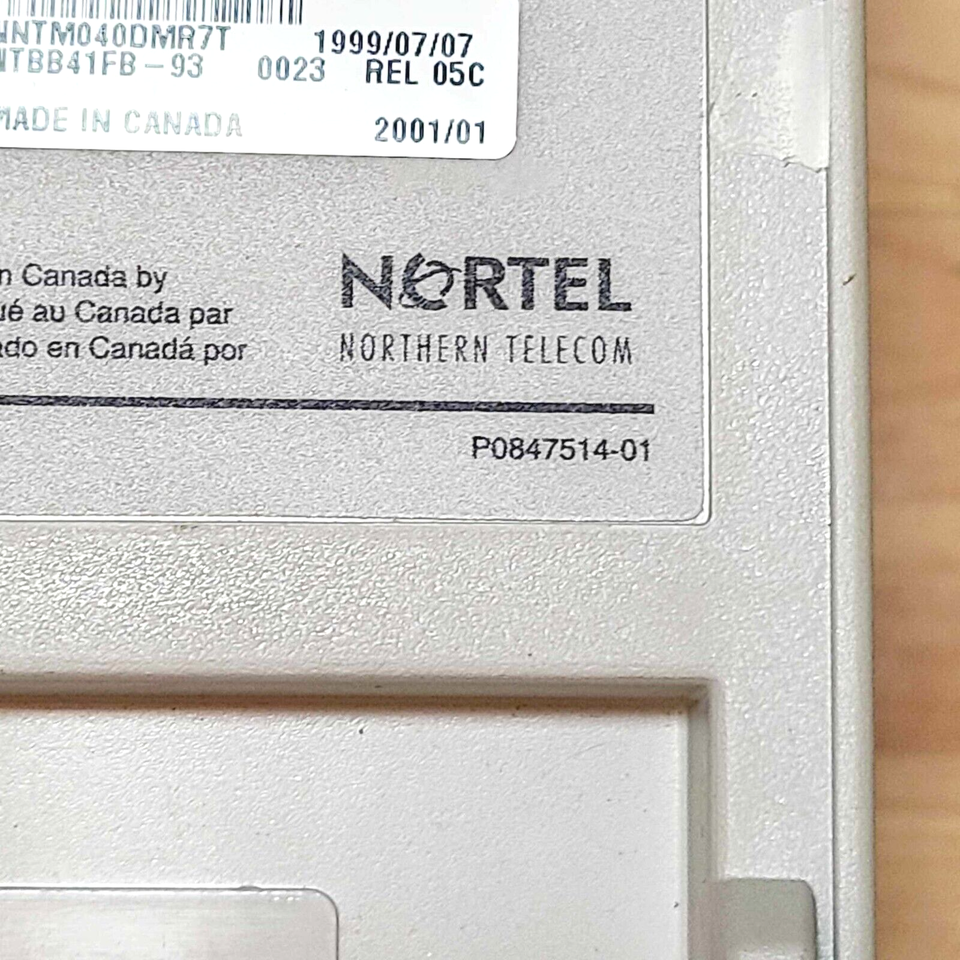 NNTM040DMR7T 1999/07/07
NTBB41FB-93 0023 REL 05C
MADE IN CANADA 2001/01
n Canada by
ué au Canada par
ado en Canadá por
NORTEL
NORTHERN TELECOM
P0847514-01